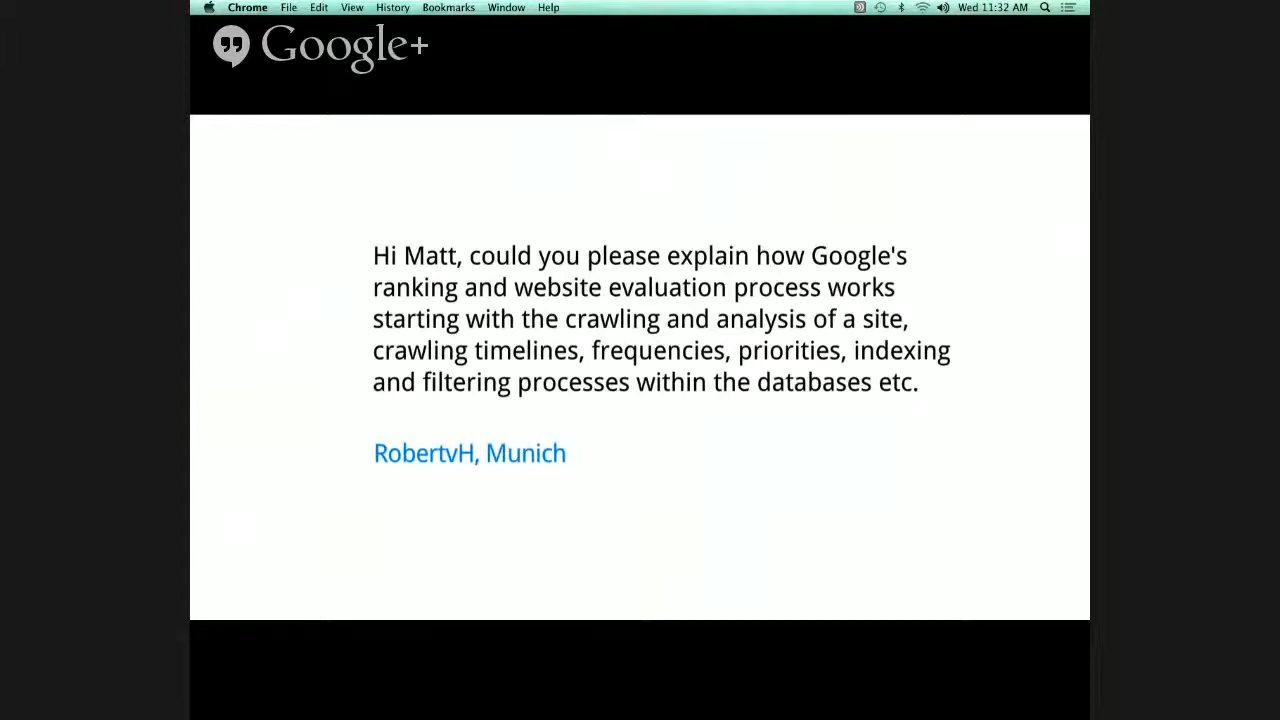 Chrome File Edit View History Bookmarks Window Help Wed 11:32 AM
Google+
Hi Matt, could you please explain how Google's
ranking and website evaluation process works
starting with the crawling and analysis of a site,
crawling timelines, frequencies, priorities, indexing
and filtering processes within the databases etc.
RobertvH, Munich